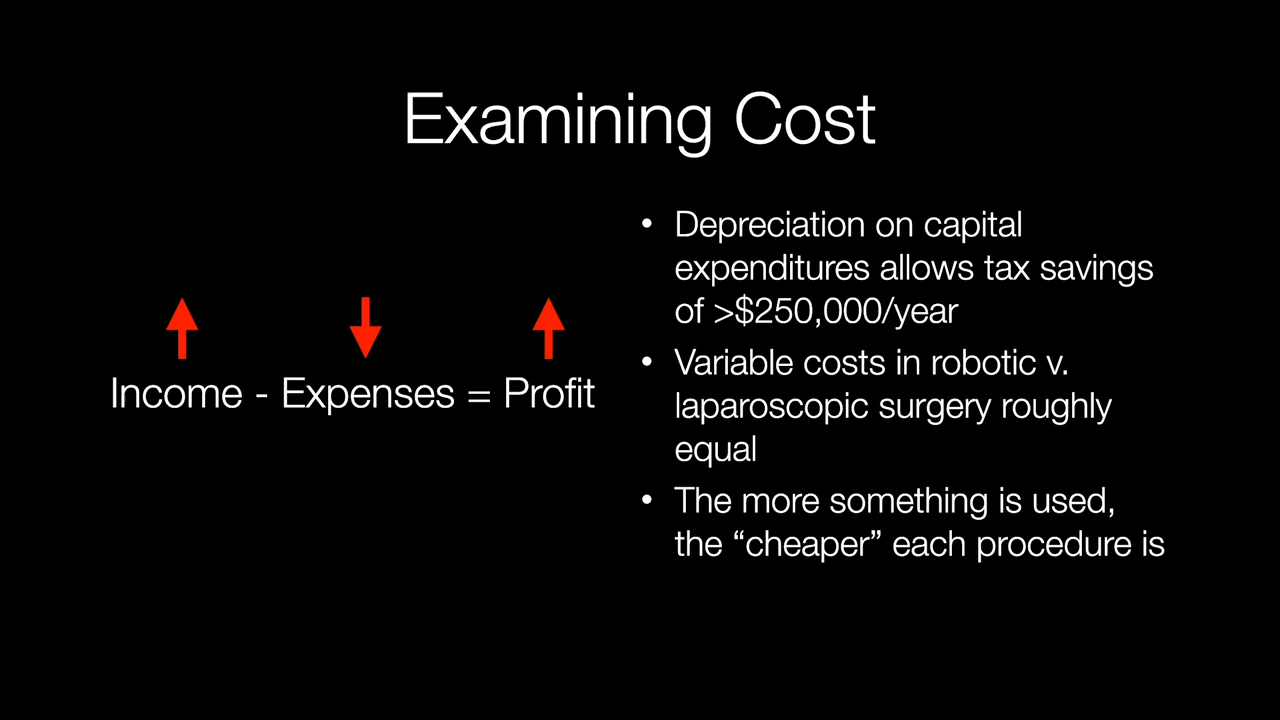 Examining Cost
Income - Expenses = Profit
• Depreciation on capital
expenditures allows tax savings
of >$250,000/year
• Variable costs in robotic v.
laparoscopic surgery roughly
equal
• The more something is used,
the “cheaper” each procedure is